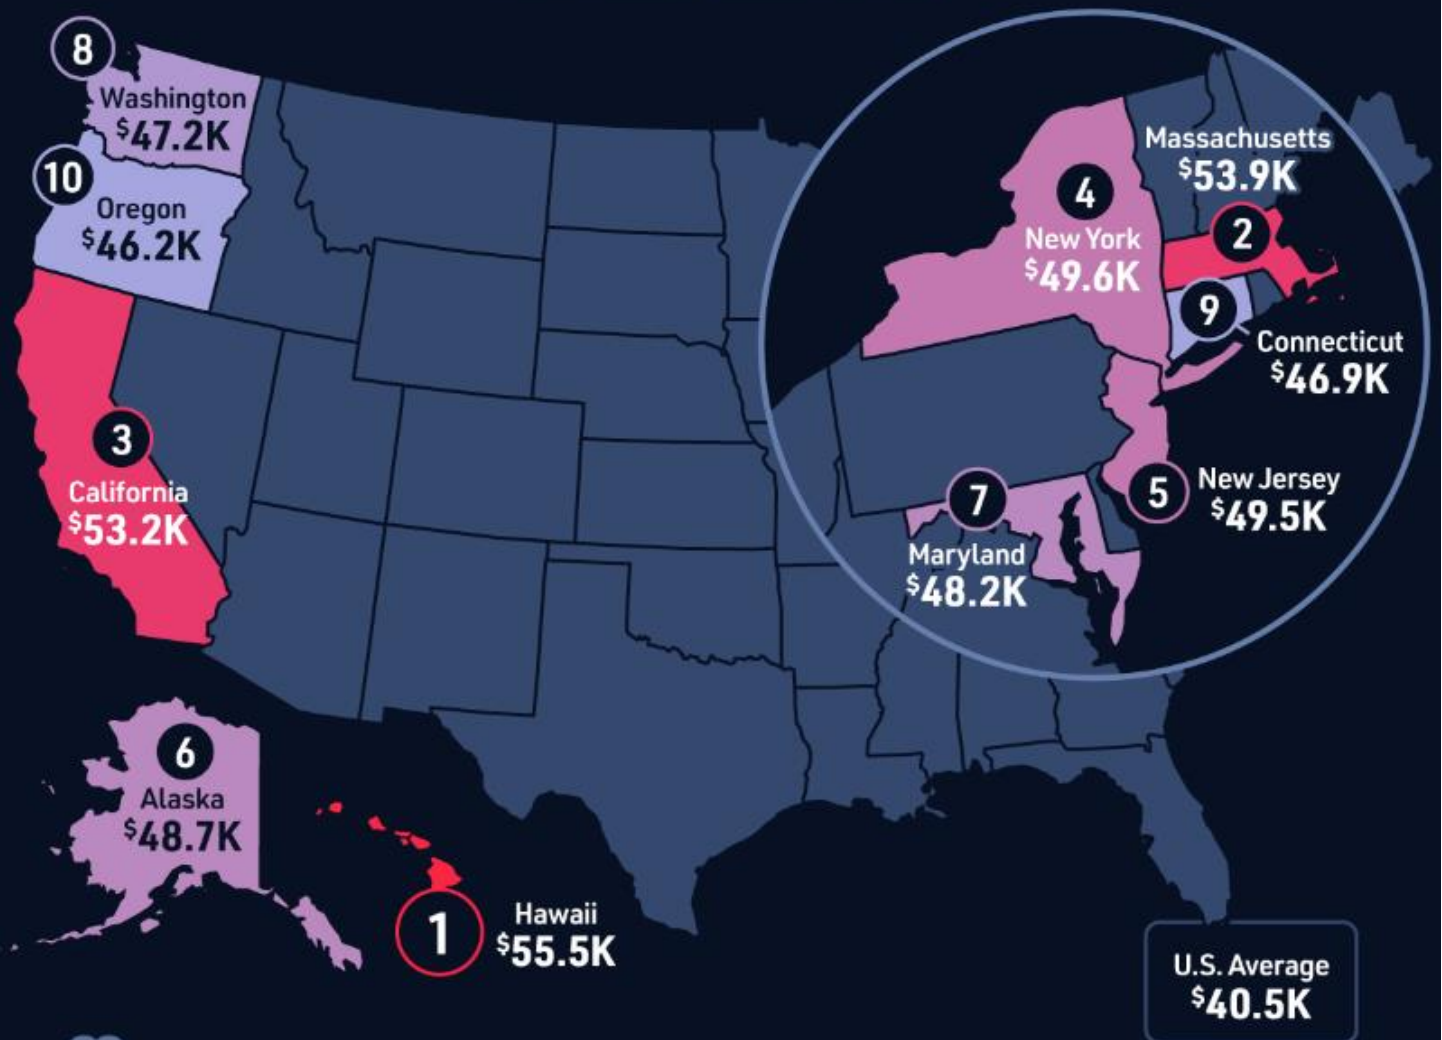 8
Washington
$47.2K
10
Oregon
$46.2K
3
California
$53.2K
6
Alaska
$48.7K
1
Hawaii
$55.5K
4
New York
$49.6K
Massachusetts
$53.9K
2
9
Connecticut
$46.9K
5
New Jersey
$49.5K
7
Maryland
$48.2K
U.S. Average
$40.5K